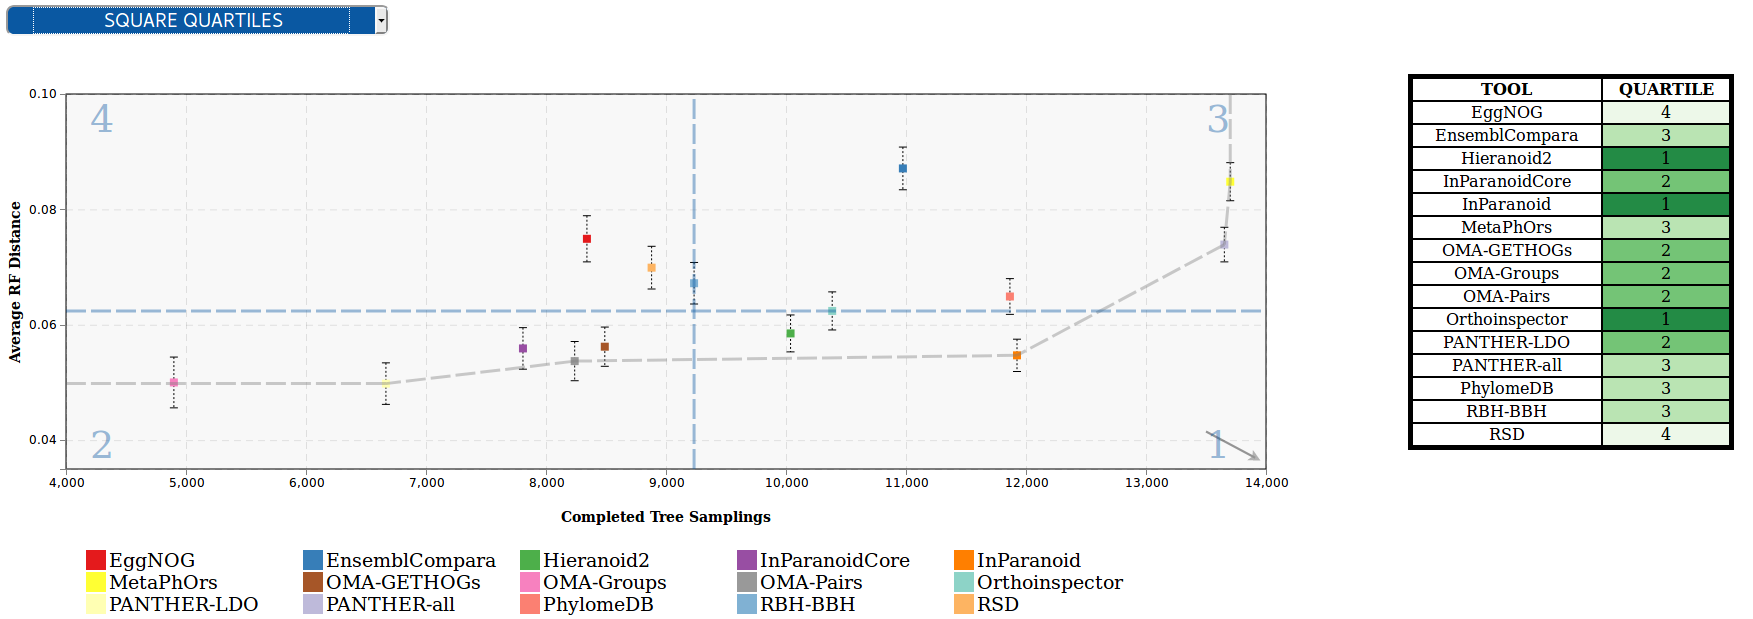 SQUARE QUARTILES
0.10
0.08
0.06
0.04
Average RF Distance
4
3
2
1
4,000 5,000 6,000 7,000 8,000 9,000 10,000 11,000 12,000 13,000 14,000
Completed Tree Samplings
EggNOG EnsemblCompara Hieranoid2 InParanoidCore InParanoid
MetaPhOrs OMA-GETHOGs OMA-Groups OMA-Pairs Orthoinspector
PANTHER-LDO PANTHER-all PhylomeDB RBH-BBH RSD
TOOL QUARTILE
EggNOG 4
EnsemblCompara 3
Hieranoid2 1
InParanoidCore 2
InParanoid 1
MetaPhOrs 3
OMA-GETHOGs 2
OMA-Groups 2
OMA-Pairs 2
Orthoinspector 1
PANTHER-LDO 2
PANTHER-all 3
PhylomeDB 3
RBH-BBH 3
RSD 4